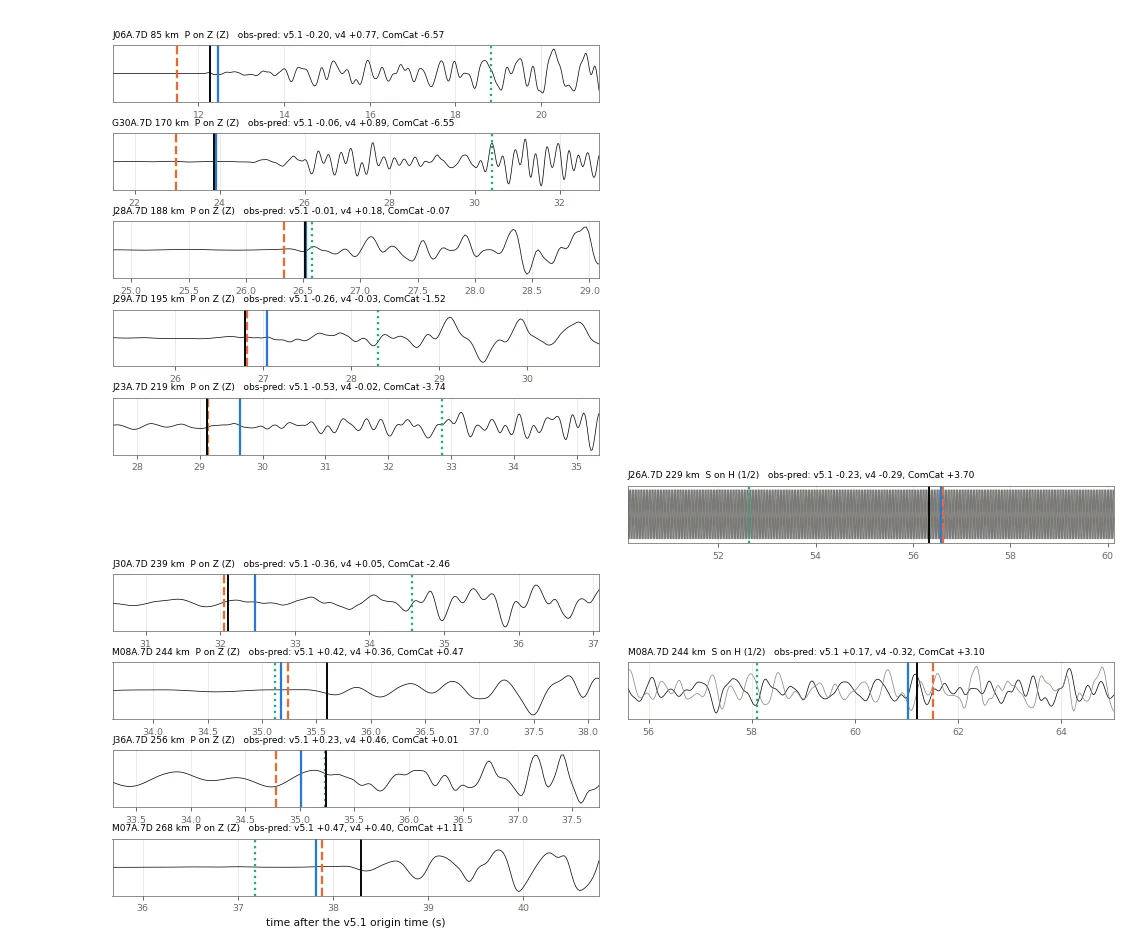 J06A.7D 85 km P on Z (Z) obs-pred: v5.1 -0.20, v4 +0.77, ComCat -6.57
12 14 16 18 20
G30A.7D 170 km P on Z (Z) obs-pred: v5.1 -0.06, v4 +0.89, ComCat -6.55
22 24 26 28 30 32
J28A.7D 188 km P on Z (Z) obs-pred: v5.1 -0.01, v4 +0.18, ComCat -0.07
25.0 25.5 26.0 26.5 27.0 27.5 28.0 28.5 29.0
J29A.7D 195 km P on Z (Z) obs-pred: v5.1 -0.26, v4 -0.03, ComCat -1.52
26 27 28 29 30
J23A.7D 219 km P on Z (Z) obs-pred: v5.1 -0.53, v4 -0.02, ComCat -3.74
28 29 30 31 32 33 34 35
J26A.7D 229 km S on H (1/2) obs-pred: v5.1 -0.23, v4 -0.29, ComCat +3.70
52 54 56 58 60
J30A.7D 239 km P on Z (Z) obs-pred: v5.1 -0.36, v4 +0.05, ComCat -2.46
31 32 33 34 35 36 37
M08A.7D 244 km P on Z (Z) obs-pred: v5.1 +0.42, v4 +0.36, ComCat +0.47
34.0 34.5 35.0 35.5 36.0 36.5 37.0 37.5 38.0
M08A.7D 244 km S on H (1/2) obs-pred: v5.1 +0.17, v4 -0.32, ComCat +3.10
56 58 60 62 64
J36A.7D 256 km P on Z (Z) obs-pred: v5.1 +0.23, v4 +0.46, ComCat +0.01
33.5 34.0 34.5 35.0 35.5 36.0 36.5 37.0 37.5
M07A.7D 268 km P on Z (Z) obs-pred: v5.1 +0.47, v4 +0.40, ComCat +1.11
36 37 38 39 40
time after the v5.1 origin time (s)